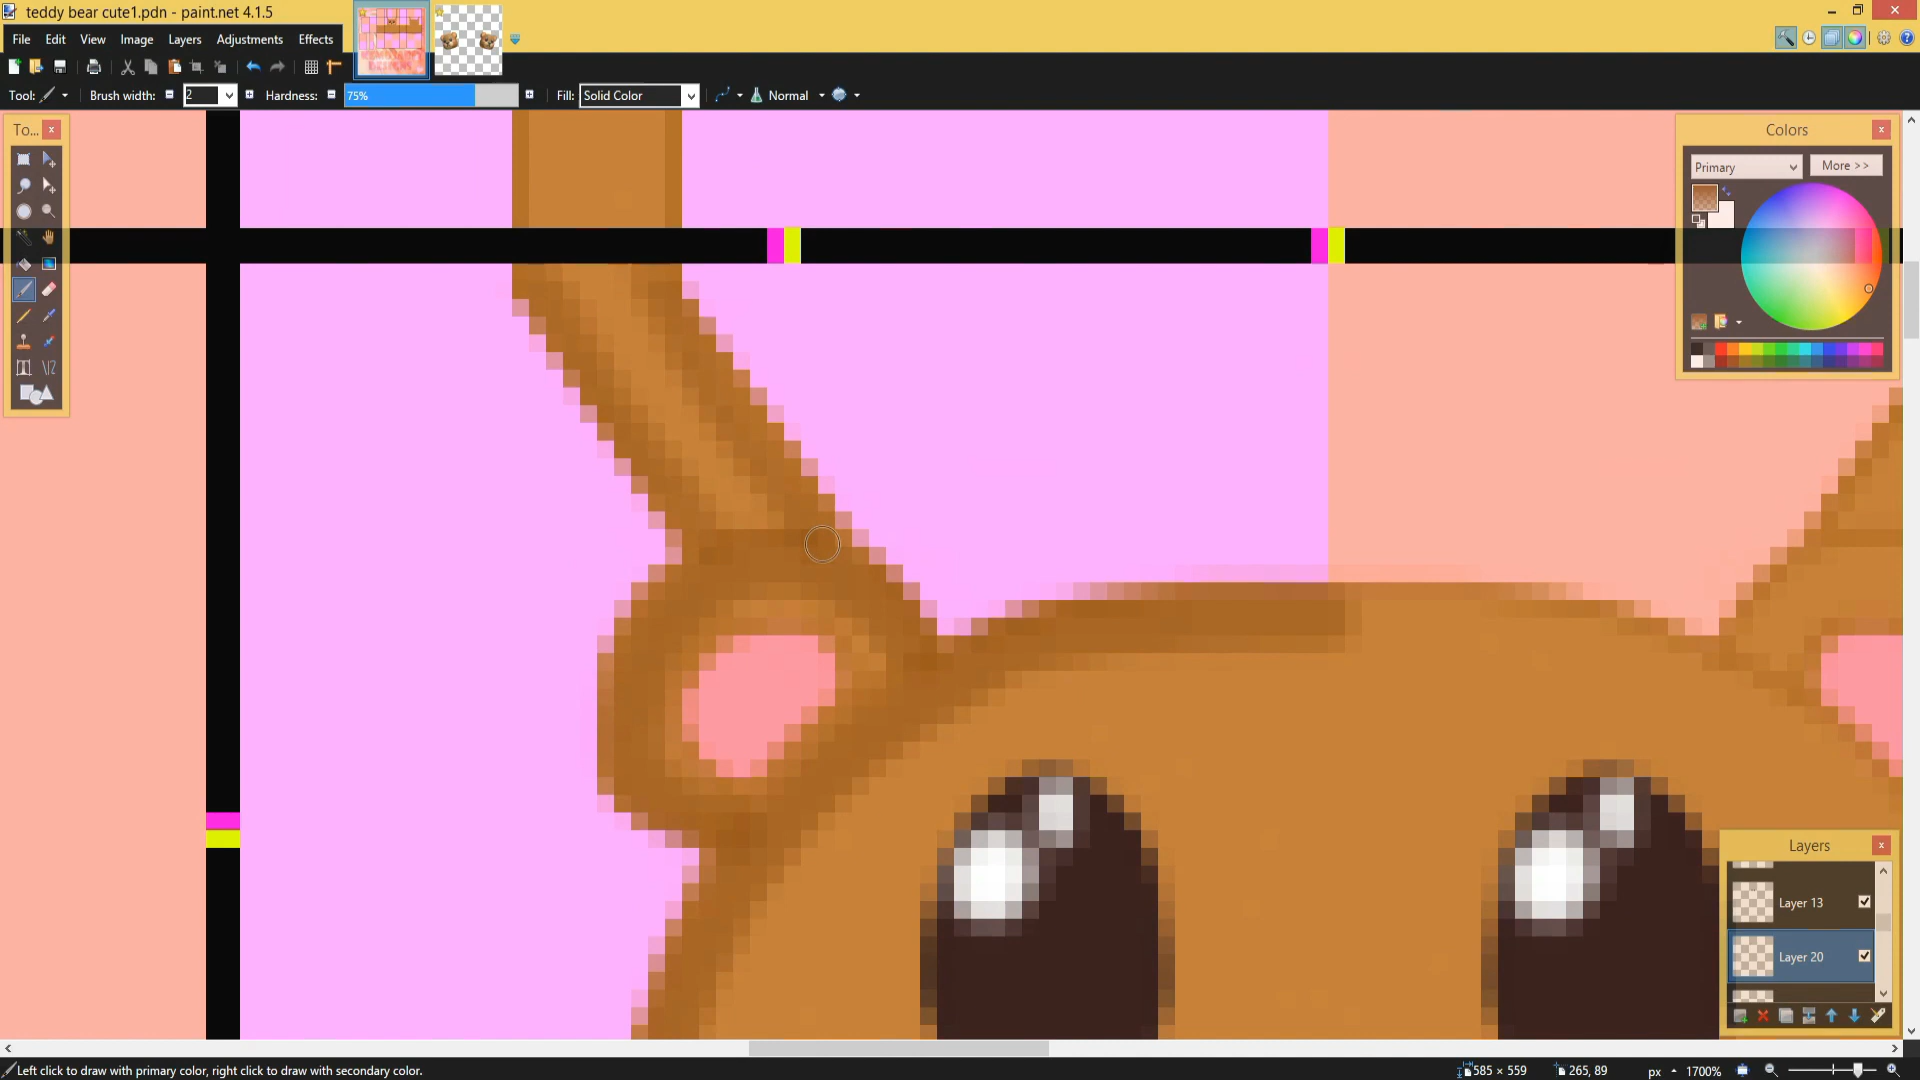 teddy bear cute1.pdn - paint.net 4.1.5
File Edit View Image Layers Adjustments Effects
Tool: Brush width: 2 Hardness: 75% Fill: Solid Color Normal
To...
Colors
Primary More >>
Layers
Layer 13
Layer 20
Left click to draw with primary color, right click to draw with secondary color. 585 × 559 265, 89 px 1700%